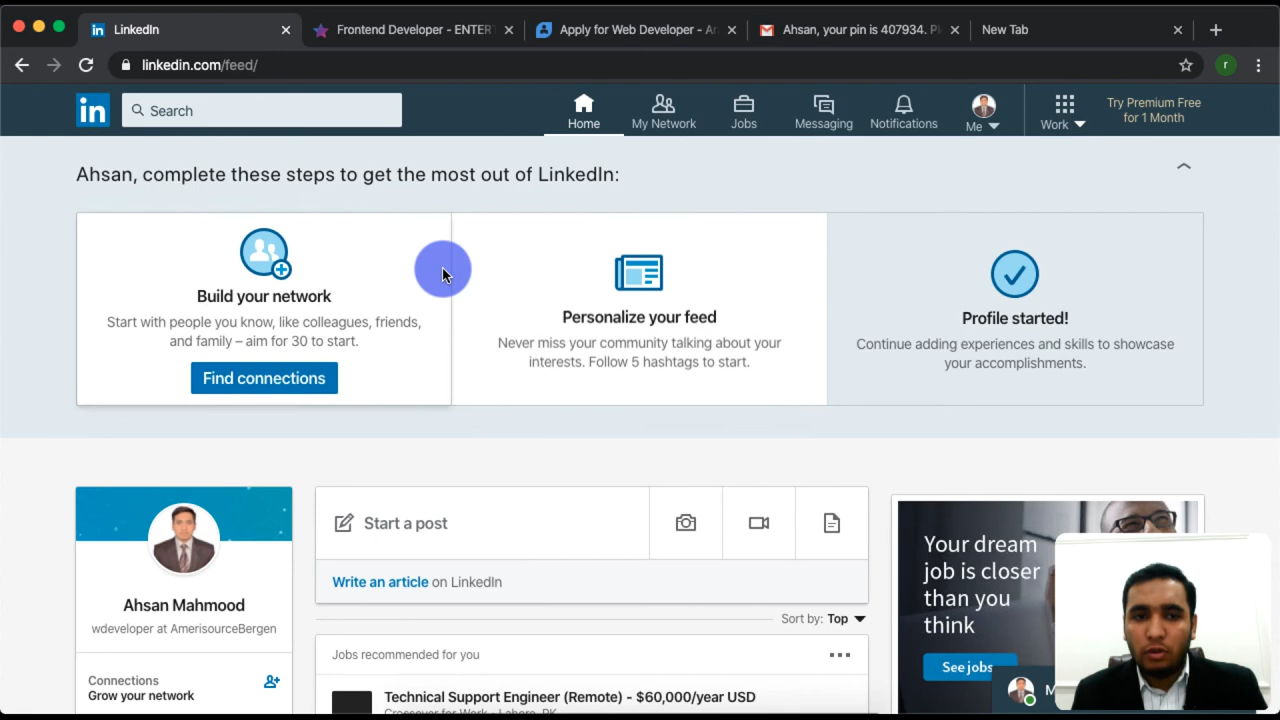 LinkedIn
Frontend Developer - ENTERT
Apply for Web Developer - Am
Ahsan, your pin is 407934. Pl
New Tab
linkedin.com/feed/
r
in
Search
Home
My Network
Jobs
Messaging
Notifications
Me
Work
Try Premium Free
for 1 Month
Ahsan, complete these steps to get the most out of LinkedIn:
Build your network
Start with people you know, like colleagues, friends,
and family – aim for 30 to start.
Find connections
Personalize your feed
Never miss your community talking about your
interests. Follow 5 hashtags to start.
Profile started!
Continue adding experiences and skills to showcase
your accomplishments.
Ahsan Mahmood
wdeveloper at AmerisourceBergen
Connections
Grow your network
Start a post
Write an article on LinkedIn
Sort by: Top
Jobs recommended for you
Technical Support Engineer (Remote) - $60,000/year USD
Crossover for Work - Lahore, PK
Your dream
job is closer
than you
think
See jobs
M